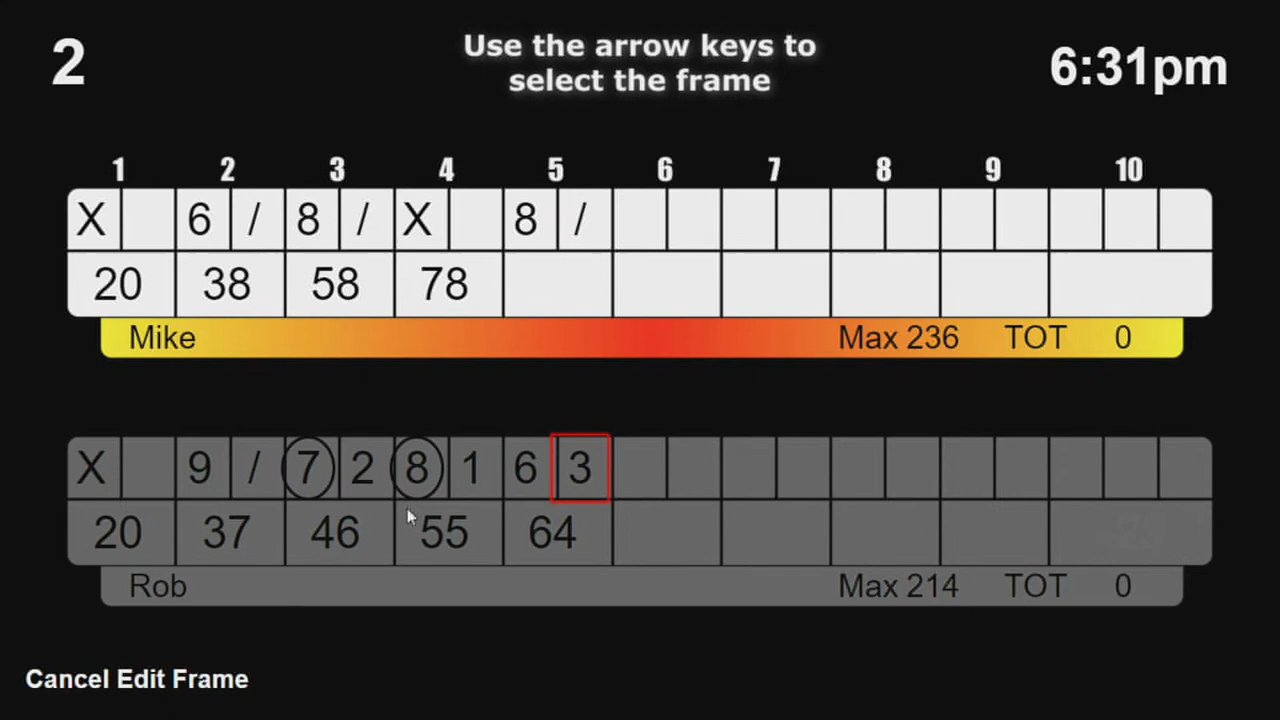 2
Use the arrow keys to
select the frame
6:31pm
1 2 3 4 5 6 7 8 9 10
X 6 / 8 / X 8 /
20 38 58 78
Mike Max 236 TOT 0
X 9 / 7 2 8 1 6 3
20 37 46 55 64
Rob Max 214 TOT 0
Cancel Edit Frame